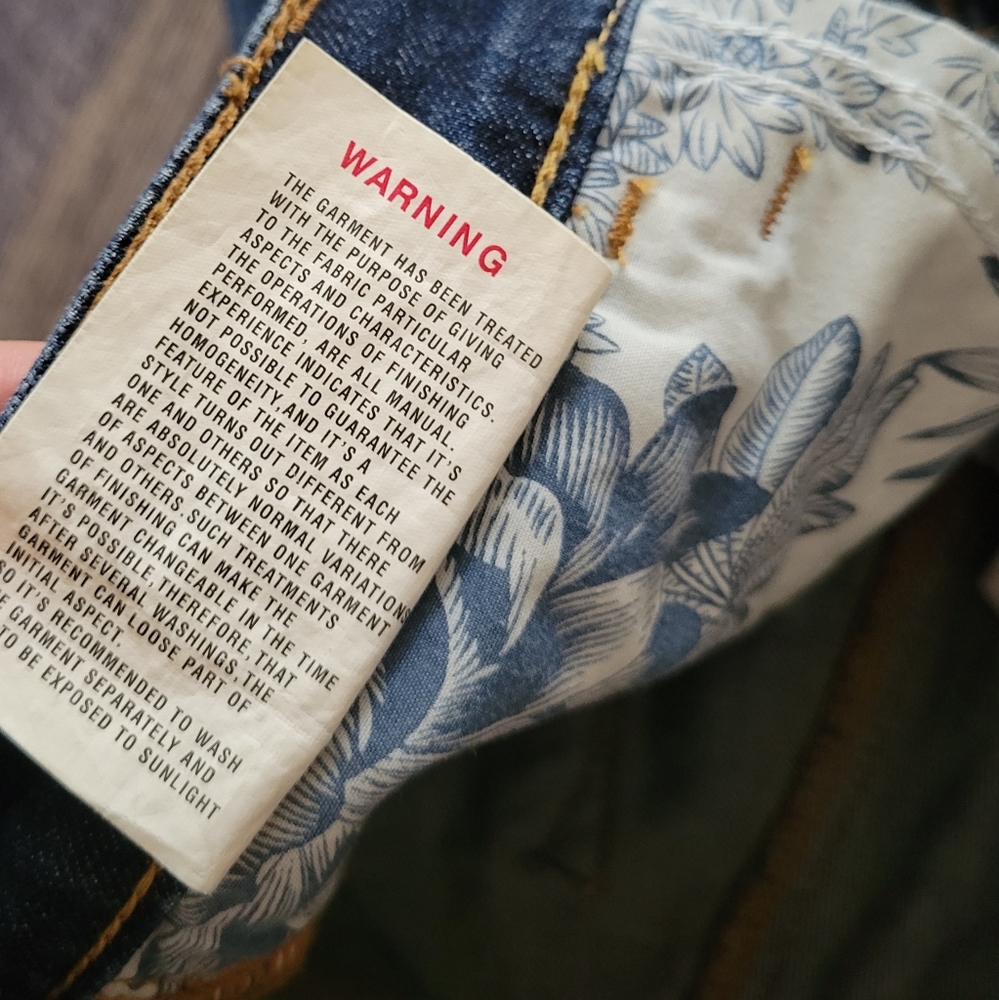 WARNING
THE GARMENT HAS BEEN TREATED
WITH THE PURPOSE OF GIVING
TO THE FABRIC PARTICULAR
ASPECTS AND CHARACTERISTICS.
THE OPERATIONS OF FINISHING
PERFORMED, ARE ALL MANUAL.
EXPERIENCE INDICATES THAT IT'S
NOT POSSIBLE TO GUARANTEE THE
HOMOGENEITY,AND IT'S A
FEATURE OF THE ITEM AS EACH
STYLE TURNS OUT DIFFERENT FROM
ONE AND OTHERS SO THAT THERE
ARE ABSOLUTELY NORMAL VARIATIONS
OF ASPECTS BETWEEN ONE GARMENT
AND OTHERS.SUCH TREATMENTS
OF FINISHING CAN MAKE THE
GARMENT CHANGEABLE IN THE TIME
IT'S POSSIBLE,THEREFORE,THAT
AFTER SEVERAL WASHINGS,THE
GARMENT CAN LOOSE PART OF
INITIAL ASPECT.
SO IT'S RECOMMENDED TO WASH
GARMENT SEPARATELY AND
TO BE EXPOSED TO SUNLIGHT